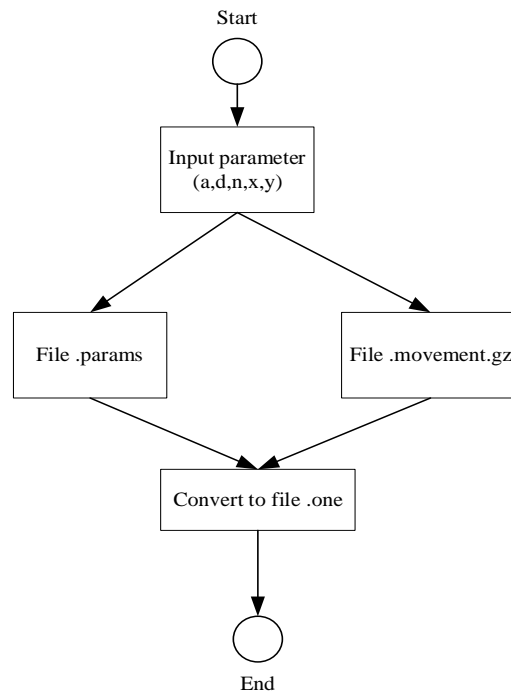 Start
Input parameter
(a,d,n,x,y)
File .params
File .movement.gz
Convert to file .one
End